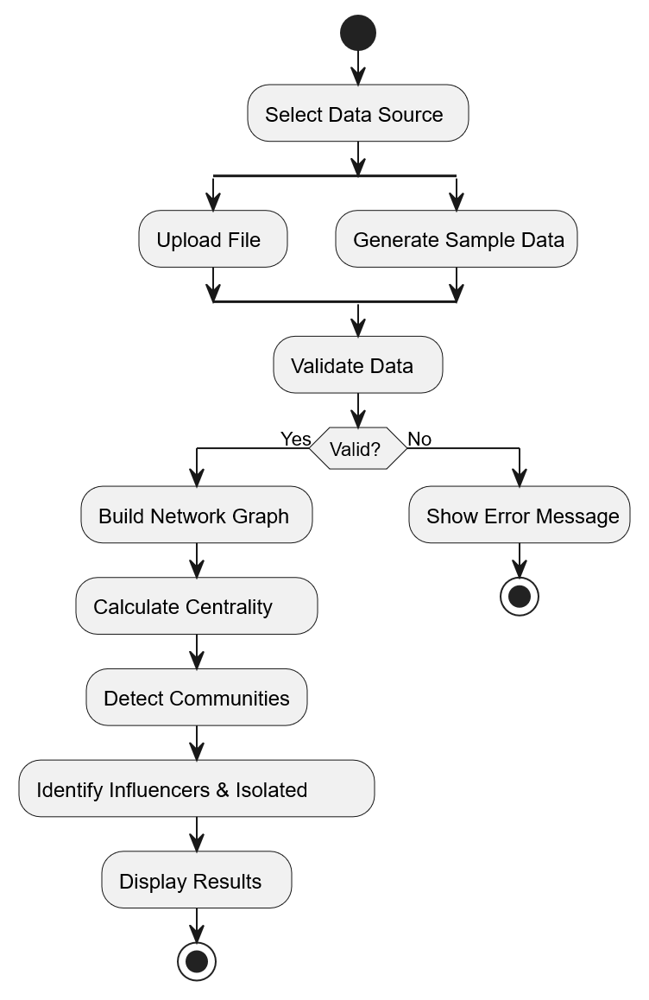 Select Data Source
Upload File
Generate Sample Data
Validate Data
Yes
Valid?
No
Build Network Graph
Show Error Message
Calculate Centrality
Detect Communities
Identify Influencers & Isolated
Display Results